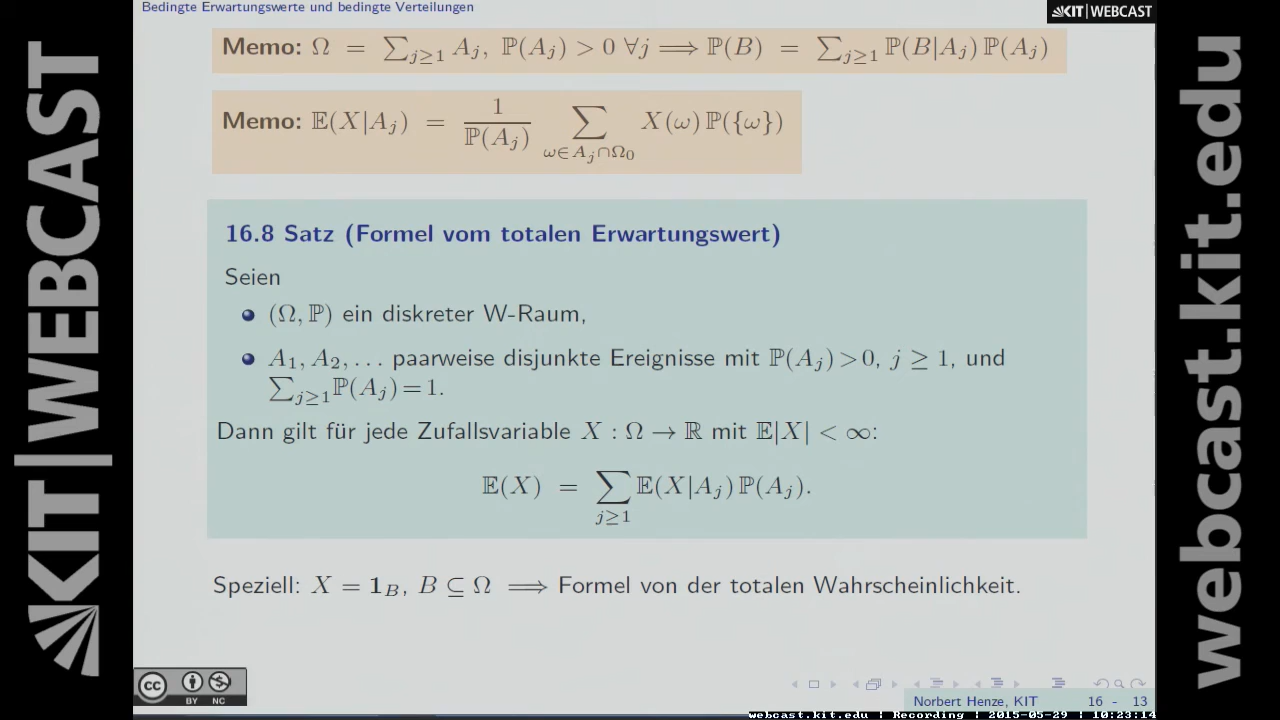 Bedingte Erwartungswerte und bedingte Verteilungen
KIT | WEBCAST
Memo: Ω = ∑_{j≥1} A_j, ℙ(A_j) > 0 ∀j ⟹ ℙ(B) = ∑_{j≥1} ℙ(B|A_j) ℙ(A_j)
Memo: 𝔼(X|A_j) = 1/ℙ(A_j) ∑_{ω∈A_j∩Ω_0} X(ω) ℙ({ω})
16.8 Satz (Formel vom totalen Erwartungswert)
Seien
(Ω, ℙ) ein diskreter W-Raum,
A_1, A_2, . . . paarweise disjunkte Ereignisse mit ℙ(A_j) > 0, j ≥ 1, und
∑_{j≥1} ℙ(A_j) = 1.
Dann gilt für jede Zufallsvariable X : Ω → ℝ mit 𝔼|X| < ∞:
𝔼(X) = ∑_{j≥1} 𝔼(X|A_j) ℙ(A_j).
Speziell: X = 𝟏_B, B ⊆ Ω ⟹ Formel von der totalen Wahrscheinlichkeit.
cc BY NC
Norbert Henze, KIT 16 - 13
webcast.kit.edu | Recording | 2015-05-29 | 10:23:14
KIT | WEBCAST
webcast.kit.edu